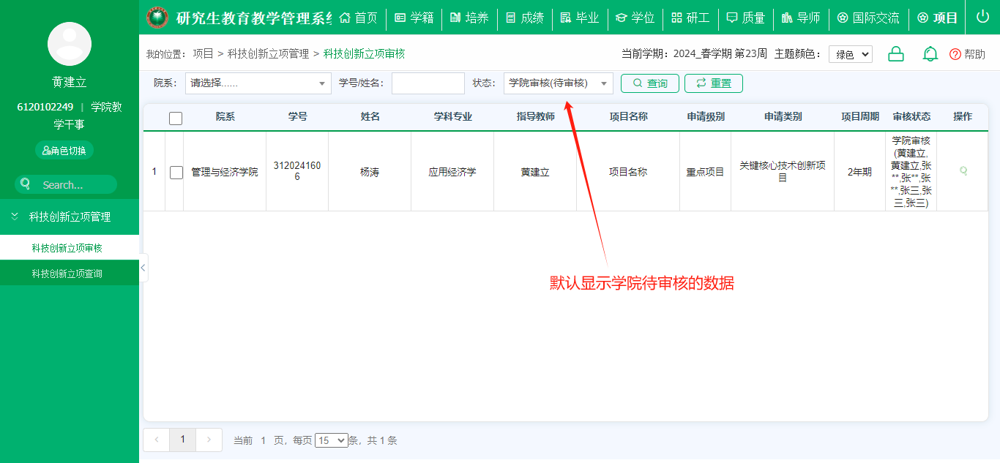 研究生教育教学管理系统 首页 学籍 培养 成绩 毕业 学位 研工 质量 导师 国际交流 项目
黄建立
6120102249 | 学院教
学干事
角色切换
Search...
科技创新立项管理
科技创新立项审核
科技创新立项查询
我的位置: 项目 > 科技创新立项管理 > 科技创新立项审核 当前学期: 2024_春学期 第23周 主题颜色: 绿色 帮助
院系: 请选择...... 学号/姓名: 状态: 学院审核(待审核) 查询 重置
院系 学号 姓名 学科专业 指导教师 项目名称 申请级别 申请类别 项目周期 审核状态 操作
1 管理与经济学院 312024160
6 杨涛 应用经济学 黄建立 项目名称 重点项目 关键核心技术创新项
目 2年期 学院审核
(黄建立,
黄建立,张
**,张**,张
**,张三,张
三,张三)
默认显示学院待审核的数据
< 1 > 当前 1 页, 每页 15 条, 共 1 条